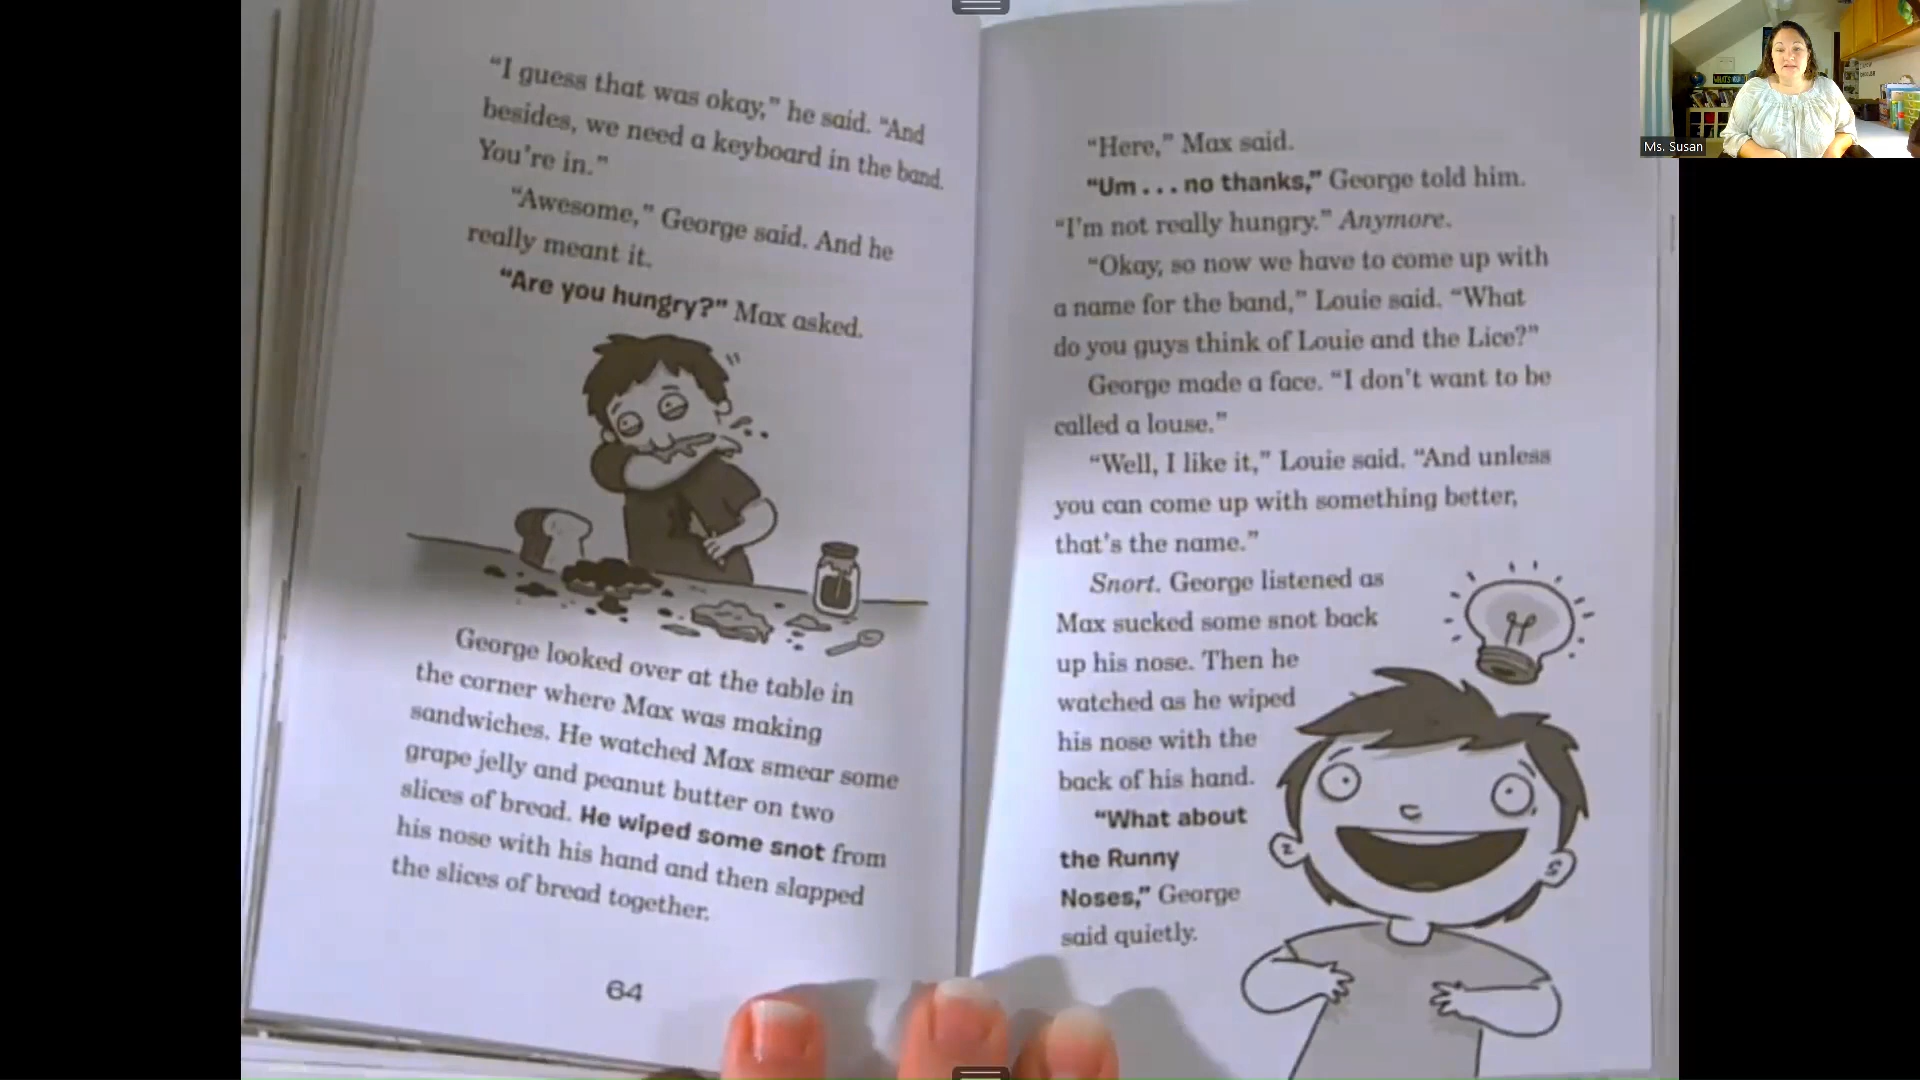 “I guess that was okay,” he said. “And
besides, we need a keyboard in the band.
You’re in.”
“Awesome,” George said. And he
really meant it.
“Are you hungry?” Max asked.
George looked over at the table in
the corner where Max was making
sandwiches. He watched Max smear some
grape jelly and peanut butter on two
slices of bread. He wiped some snot from
his nose with his hand and then slapped
the slices of bread together.
64
“Here,” Max said.
“Um . . . no thanks,” George told him.
“I’m not really hungry.” Anymore.
“Okay, so now we have to come up with
a name for the band,” Louie said. “What
do you guys think of Louie and the Lice?”
George made a face. “I don’t want to be
called a louse.”
“Well, I like it,” Louie said. “And unless
you can come up with something better,
that’s the name.”
Snort. George listened as
Max sucked some snot back
up his nose. Then he
watched as he wiped
his nose with the
back of his hand.
“What about
the Runny
Noses,” George
said quietly.
Ms. Susan